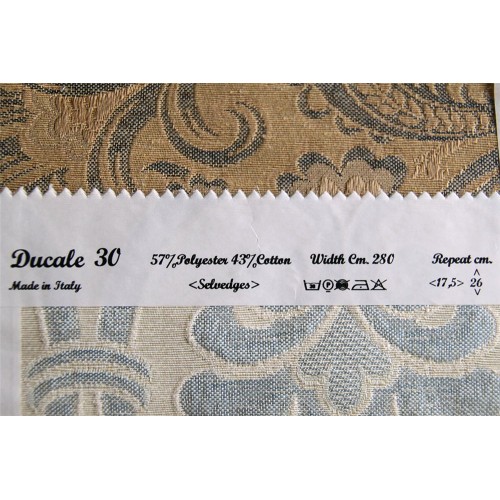 Ducale 30 57%Polyester 43%Cotton Width Cm. 280 Repeat cm.
Made in Italy <Selvedges> <17,5> 26